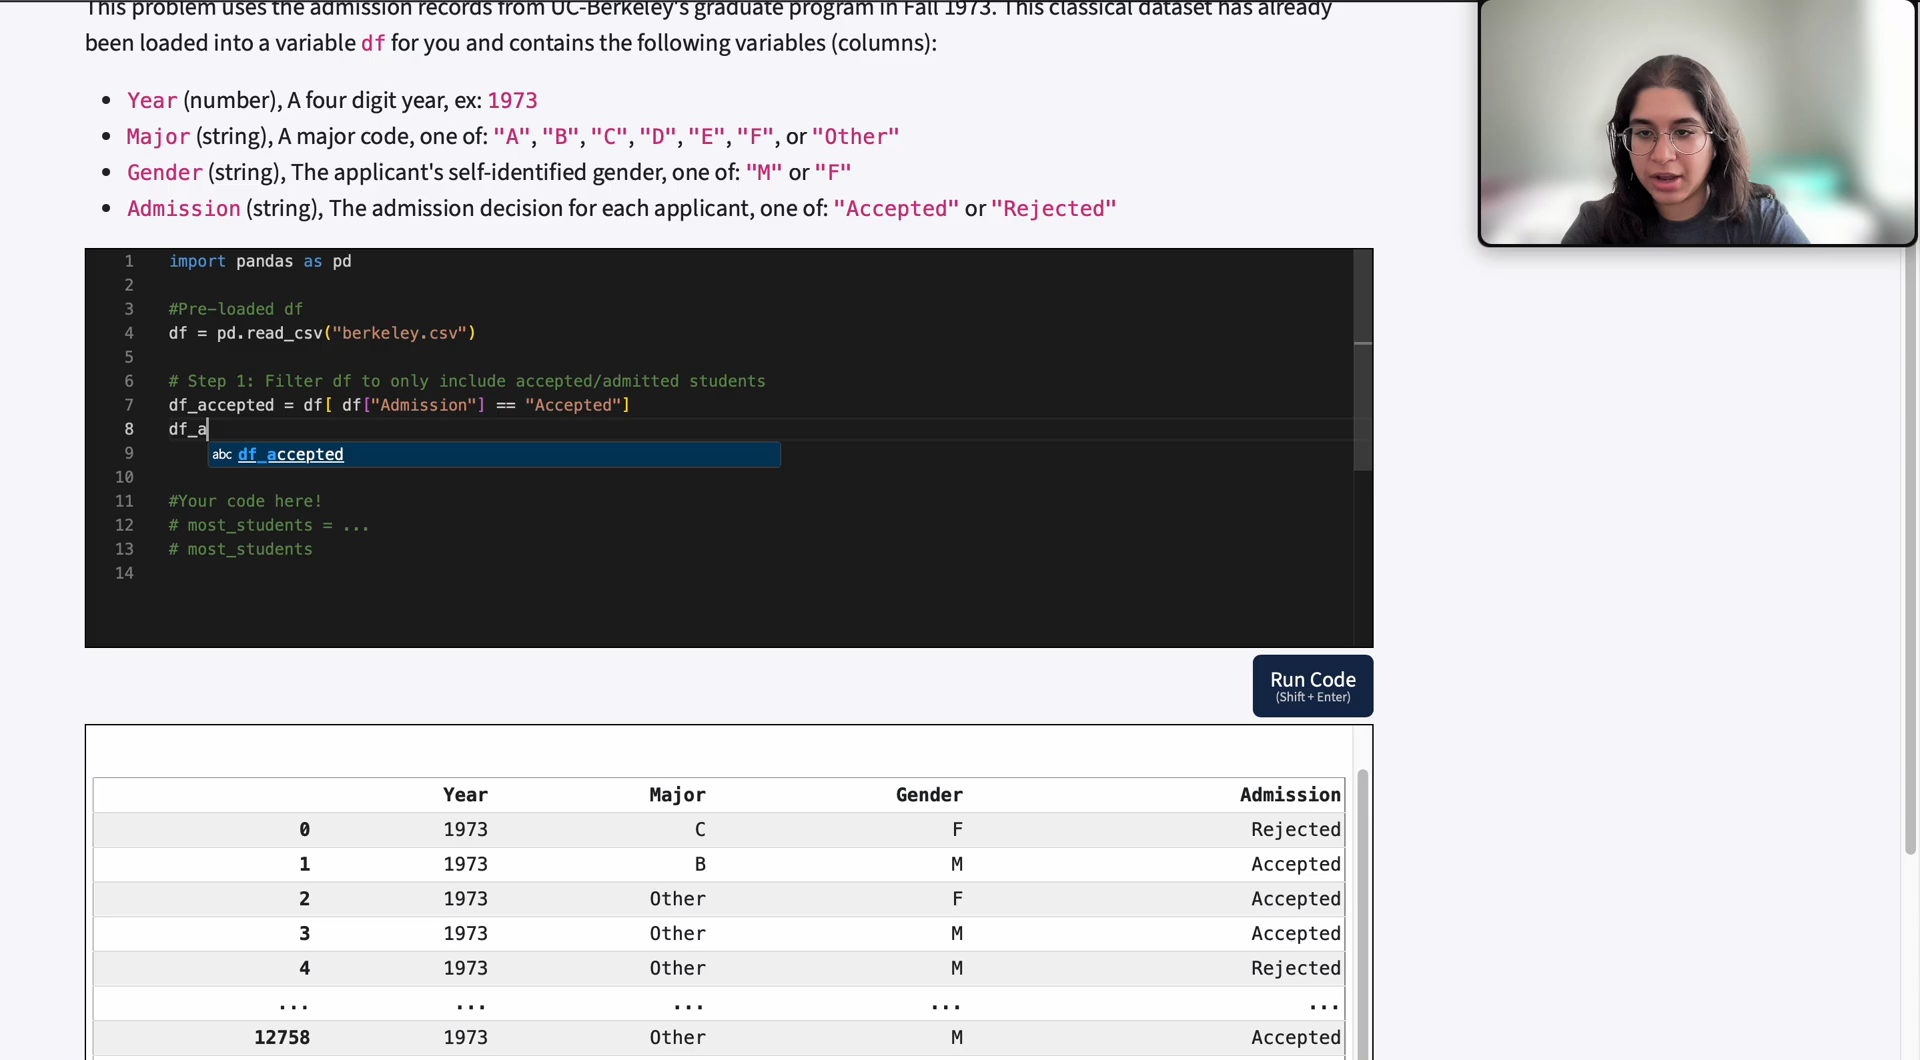 This problem uses the admission records from UC-Berkeley's graduate program in Fall 1973. This classical dataset has already
been loaded into a variable df for you and contains the following variables (columns):
• Year (number), A four digit year, ex: 1973
• Major (string), A major code, one of: "A", "B", "C", "D", "E", "F", or "Other"
• Gender (string), The applicant's self-identified gender, one of: "M" or "F"
• Admission (string), The admission decision for each applicant, one of: "Accepted" or "Rejected"
1 import pandas as pd
2
3 #Pre-loaded df
4 df = pd.read_csv("berkeley.csv")
5
6 # Step 1: Filter df to only include accepted/admitted students
7 df_accepted = df[ df["Admission"] == "Accepted"]
8 df_a
9 abc df_accepted
10
11 #Your code here!
12 # most_students = ...
13 # most_students
14
Run Code
(Shift + Enter)
Year Major Gender Admission
0 1973 C F Rejected
1 1973 B M Accepted
2 1973 Other F Accepted
3 1973 Other M Accepted
4 1973 Other M Rejected
... ... ... ... ...
12758 1973 Other M Accepted